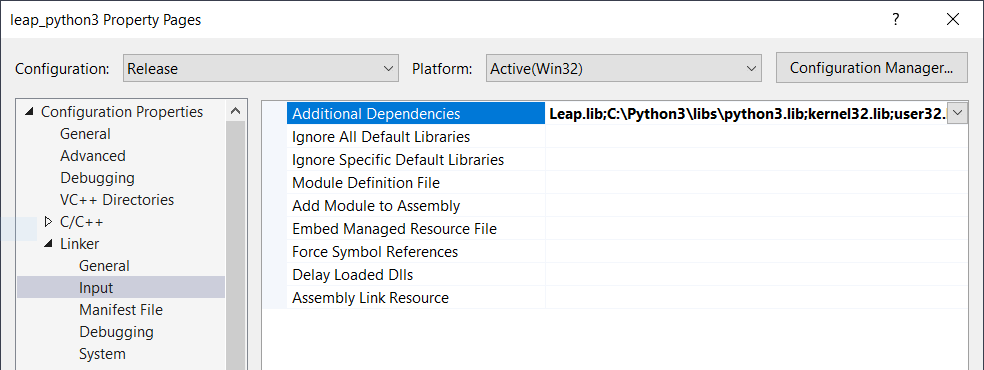 leap_python3 Property Pages
?
Configuration: Release Platform: Active(Win32) Configuration Manager...
Configuration Properties
General
Advanced
Debugging
VC++ Directories
C/C++
Linker
General
Input
Manifest File
Debugging
System
Additional Dependencies Leap.lib;C:\Python3\libs\python3.lib;kernel32.lib;user32.
Ignore All Default Libraries
Ignore Specific Default Libraries
Module Definition File
Add Module to Assembly
Embed Managed Resource File
Force Symbol References
Delay Loaded Dlls
Assembly Link Resource